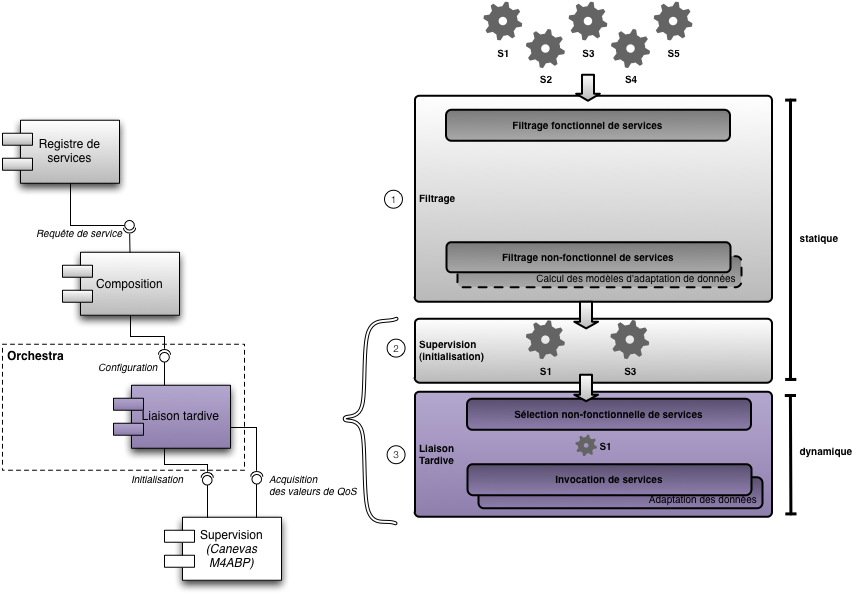 Registre de
services
Requête de service
Composition
Orchestra
Configuration
Liaison tardive
Initialisation
Acquisition
des valeurs de QoS
Supervision
(Canevas
M4ABP)
S1
S3
S5
S2
S4
Filtrage fonctionnel de services
1
Filtrage
Filtrage non-fonctionnel de services
Calcul des modèles d'adaptation de données
statique
2
Supervision
(initialisation)
S1
S3
Sélection non-fonctionnelle de services
S1
3
Liaison
Tardive
Invocation de services
Adaptation des données
dynamique